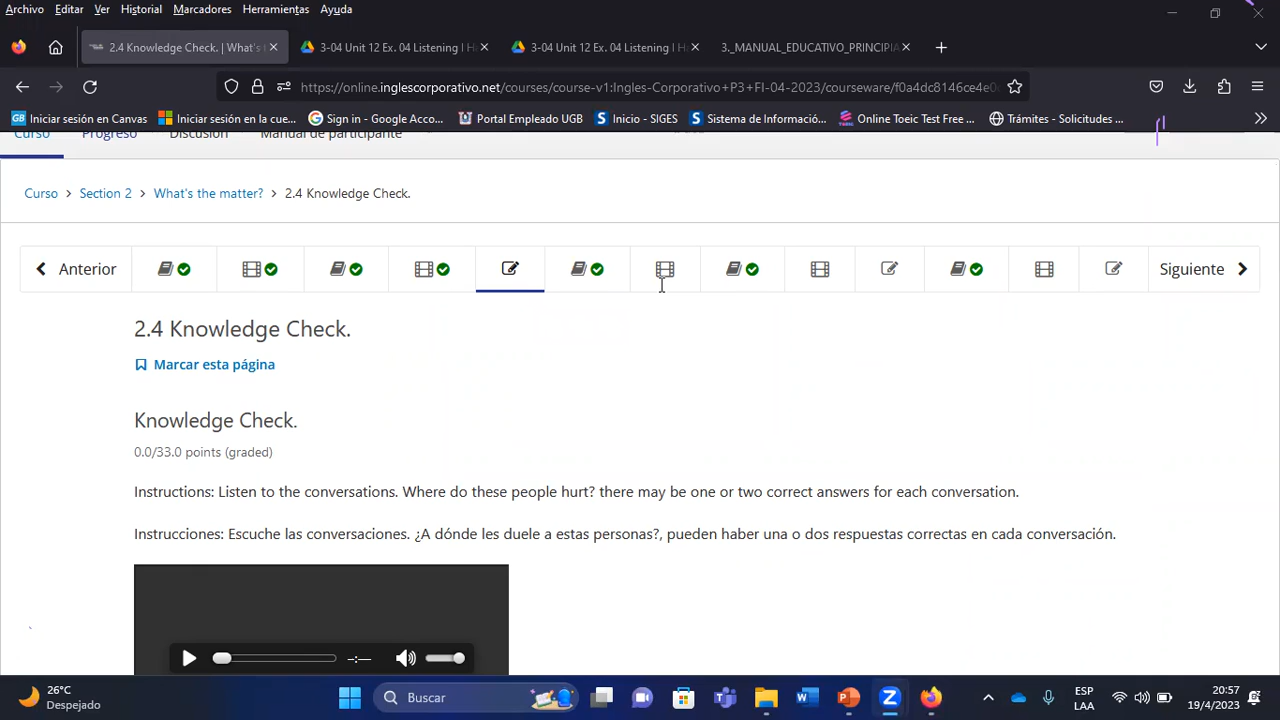 Archivo Editar Ver Historial Marcadores Herramientas Ayuda
2.4 Knowledge Check. | What's t
3-04 Unit 12 Ex. 04 Listening I H
3-04 Unit 12 Ex. 04 Listening I H
3._MANUAL_EDUCATIVO_PRINCIPIA
https://online.inglescorporativo.net/courses/course-v1:Ingles-Corporativo+P3+FI-04-2023/courseware/f0a4dc8146ce4e0c
GB Iniciar sesión en Canvas
Iniciar sesión en la cue...
Sign in - Google Acco...
Portal Empleado UGB
S Inicio - SIGES
S Sistema de Informació...
Online Toeic Test Free ...
Trámites - Solicitudes ...
Curso Progreso Discusión Manual de participante
Curso > Section 2 > What's the matter? > 2.4 Knowledge Check.
Anterior
Siguiente
2.4 Knowledge Check.
Marcar esta página
Knowledge Check.
0.0/33.0 points (graded)
Instructions: Listen to the conversations. Where do these people hurt? there may be one or two correct answers for each conversation.
Instrucciones: Escuche las conversaciones. ¿A dónde les duele a estas personas?, pueden haber una o dos respuestas correctas en cada conversación.
-:--
26°C
Despejado
Buscar
ESP
LAA
20:57
19/4/2023